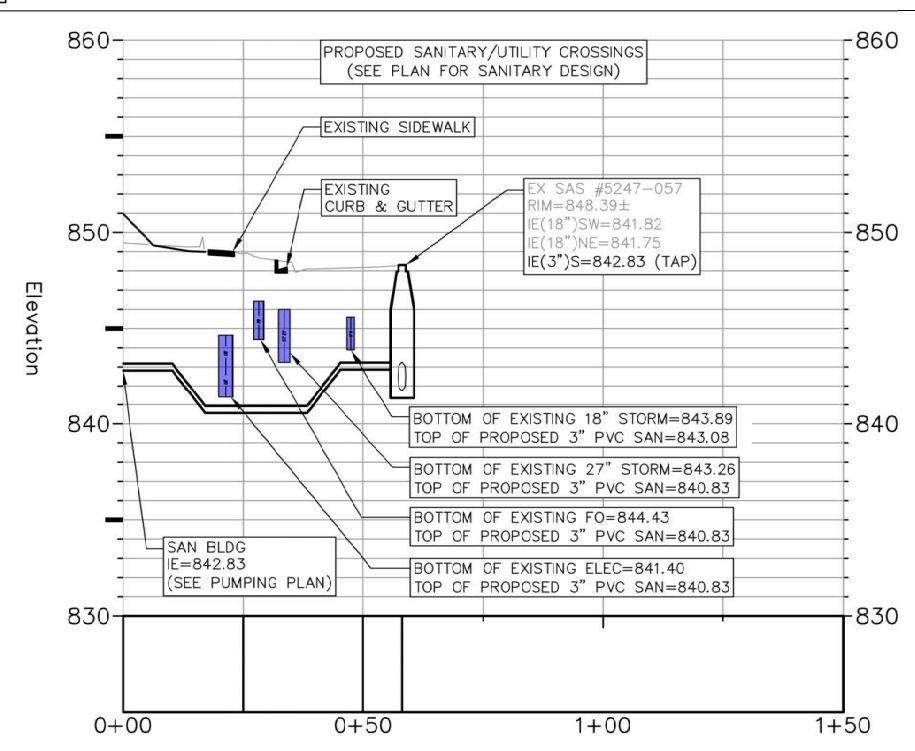 860
860
PROPOSED SANITARY/UTILITY CROSSINGS
(SEE PLAN FOR SANITARY DESIGN)
EXISTING SIDEWALK
EXISTING
CURB & GUTTER
EX SAS #5247-057
RIM=848.39±
IE(18")SW=841.82
IE(18")NE=841.75
IE(3")S=842.83 (TAP)
850
850
Elevation
840
840
BOTTOM OF EXISTING 18" STORM=843.89
TOP OF PROPOSED 3" PVC SAN=843.08
BOTTOM OF EXISTING 27" STORM=843.26
TOP OF PROPOSED 3" PVC SAN=840.83
BOTTOM OF EXISTING FO=844.43
TOP OF PROPOSED 3" PVC SAN=840.83
BOTTOM OF EXISTING ELEC=841.40
TOP OF PROPOSED 3" PVC SAN=840.83
SAN BLDG
IE=842.83
(SEE PUMPING PLAN)
830
830
0+00
0+50
1+00
1+50